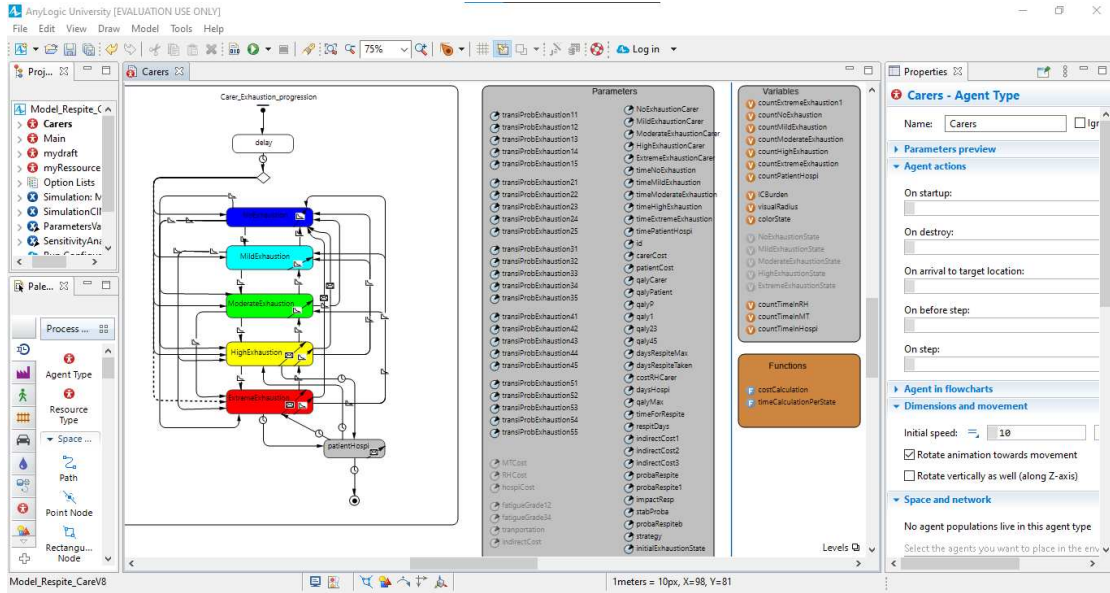 AnyLogic University [EVALUATION USE ONLY]
File Edit View Draw Model Tools Help
75%
Log in
Proj...
Carers
Properties
Model_Respite_C
Carers
Main
mydraft
myRessource
Option Lists
Simulation: M
SimulationCII
ParametersVa
SensitivityAna
Pale...
Process ...
Agent Type
Resource
Type
Space ...
Path
Point Node
Rectangu...
Node
Carer_Exhaustion_progression
delay
MildExhaustion
ModerateExhaustion
HighExhaustion
ExtremeExhaustion
patientHospi
Parameters
transiProbExhaustion11
transiProbExhaustion12
transiProbExhaustion13
transiProbExhaustion14
transiProbExhaustion15
transiProbExhaustion21
transiProbExhaustion22
transiProbExhaustion23
transiProbExhaustion24
transiProbExhaustion25
transiProbExhaustion31
transiProbExhaustion32
transiProbExhaustion33
transiProbExhaustion34
transiProbExhaustion35
transiProbExhaustion41
transiProbExhaustion42
transiProbExhaustion43
transiProbExhaustion44
transiProbExhaustion45
transiProbExhaustion51
transiProbExhaustion52
transiProbExhaustion53
transiProbExhaustion54
transiProbExhaustion55
MTCost
RHCost
hospiCost
fatigueGrade12
fatigueGrade34
tranportation
indirectCost
NoExhaustionCarer
MildExhaustionCarer
ModerateExhaustionCarer
HighExhaustionCarer
ExtremeExhaustionCarer
timeNoExhaustion
timeMildExhaustion
timeModerateExhaustion
timeHighExhaustion
timeExtremeExhaustion
timePatientHospi
id
carerCost
patientCost
qalyCarer
qalyPatient
qalyP
qaly1
qaly23
qaly45
daysRespiteMax
daysRespiteTaken
costRHCarer
daysHospi
qalyMax
timeForRespite
respitDays
indirectCost1
indirectCost2
indirectCost3
probaRespite
probaRespite1
impactResp
stabProba
probaRespiteb
strategy
initialExhaustionState
Variables
countExtremeExhaustion1
countNoExhaustion
countMildExhaustion
countModerateExhaustion
countHighExhaustion
countExtremeExhaustion
countPatientHospi
ICBurden
visualRadius
colorState
NoExhaustionState
MildExhaustionState
ModerateExhaustionState
HighExhaustionState
ExtremeExhaustionState
countTimeInRH
countTimeInMT
countTimeInHospi
Functions
costCalculation
timeCalculationPerState
Levels
Carers - Agent Type
Name: Carers Igr
Parameters preview
Agent actions
On startup:
On destroy:
On arrival to target location:
On before step:
On step:
Agent in flowcharts
Dimensions and movement
Initial speed: 10
Rotate animation towards movement
Rotate vertically as well (along Z-axis)
Space and network
No agent populations live in this agent type
Select the agents you want to place in the env
Model_Respite_CareV8
1meters = 10px, X=98, Y=81